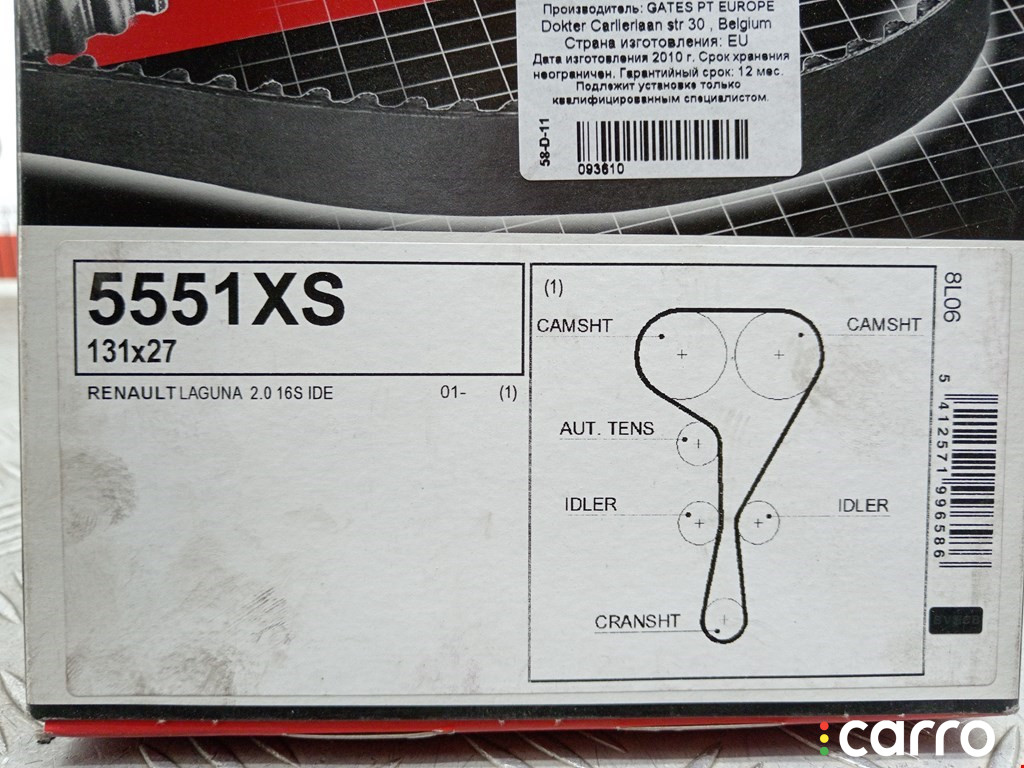 Производитель: GATES PT EUROPE
Dokter Carlierlaan str 30 , Belgium
Страна изготовления: EU
Дата изготовления 2010 г. Срок хранения
неограничен. Гарантийный срок: 12 мес.
Подлежит установке только
квалифицированным специалистом.
58-D-11
093610
5551XS
131x27
RENAULT LAGUNA 2.0 16S IDE 01- (1)
(1)
CAMSHT
CAMSHT
AUT. TENS
IDLER
IDLER
CRANSHT
8L06
5 412571 996586
carro